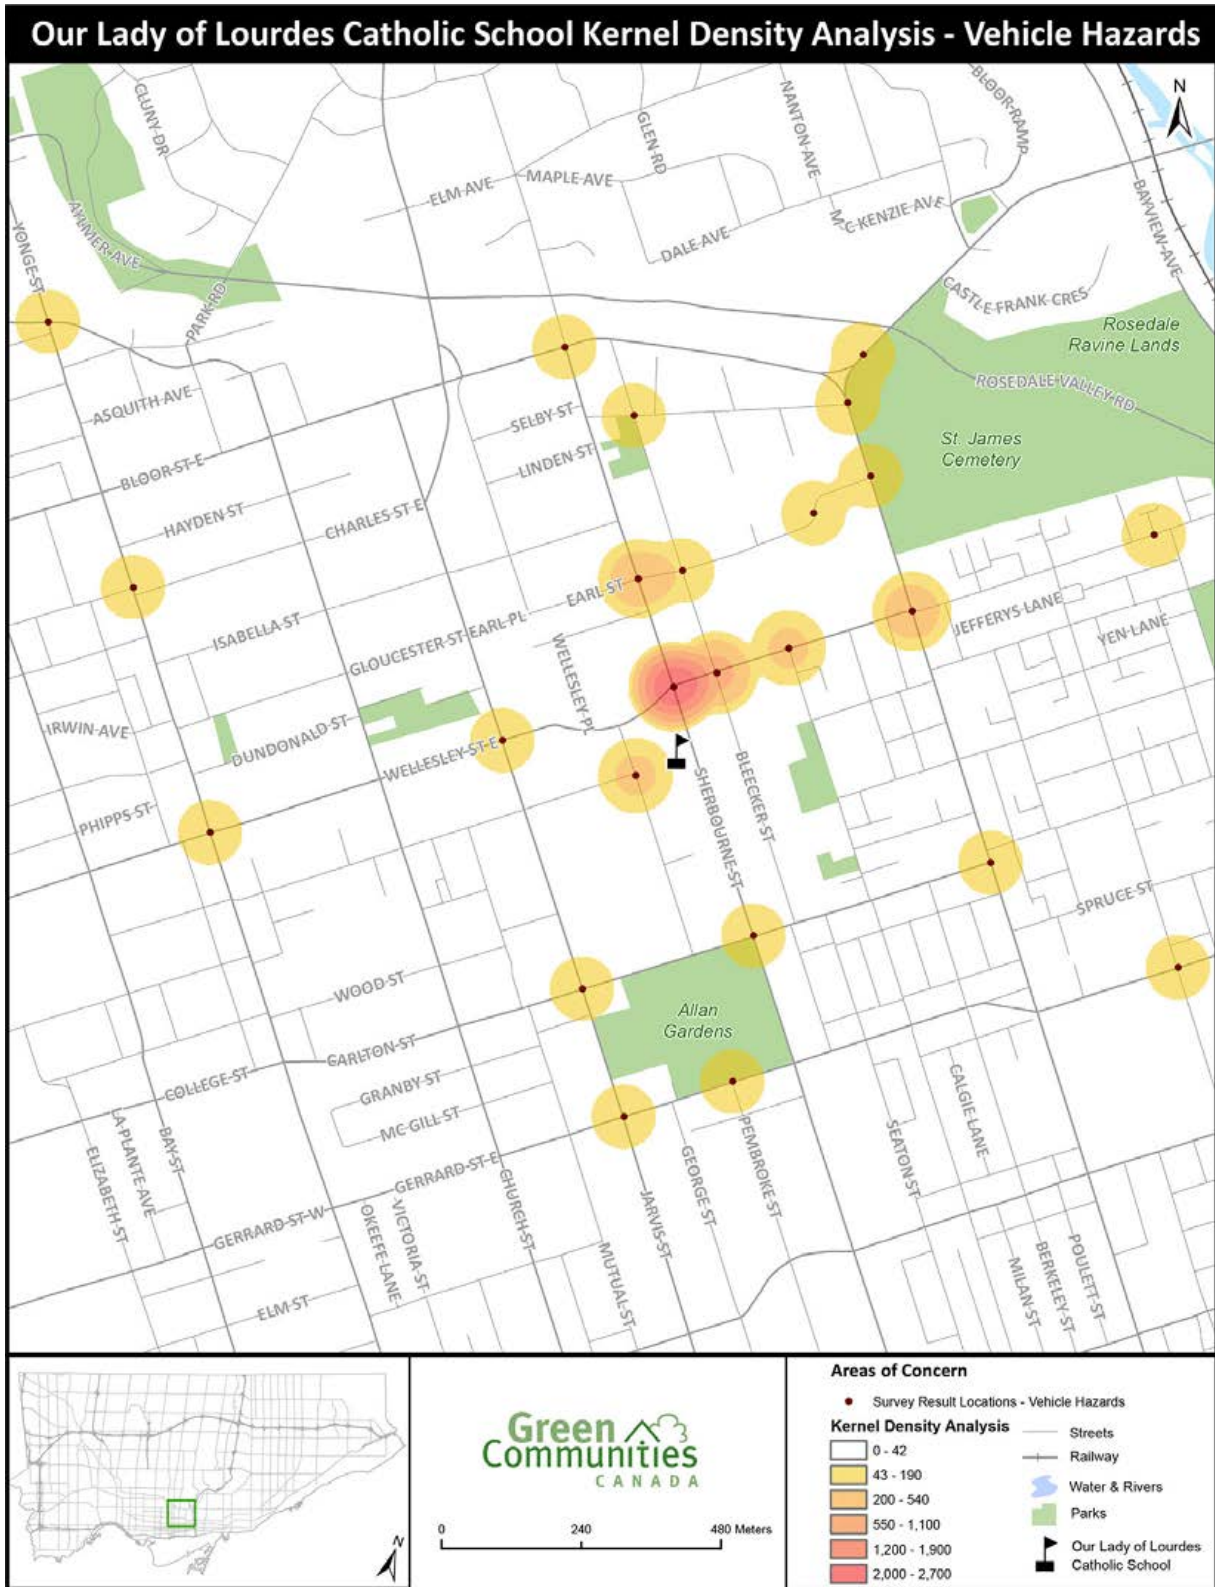 Our Lady of Lourdes Catholic School Kernel Density Analysis - Vehicle Hazards
N
CLUNY DR
GLEN RD
NANTON AVE
BLOOR RAMP
ELM AVE
MAPLE AVE
MC KENZIE AVE
BAYVIEW AVE
YONGE ST
AYLMER AVE
DALE AVE
PARK RD
CASTLE FRANK CRES
Rosedale
Ravine Lands
ASQUITH AVE
ROSEDALE VALLEY RD
SELBY ST
St. James
Cemetery
BLOOR ST E
LINDEN ST
HAYDEN ST
CHARLES ST E
EARL ST
ISABELLA ST
GLOUCESTER ST
EARL PL
JEFFERYS LANE
YEN LANE
WELLESLEY PL
IRWIN AVE
DUNDONALD ST
WELLESLEY ST E
SHERBOURNE ST
BLEECKER ST
PHIPPS ST
SPRUCE ST
WOOD ST
Allan
Gardens
CARLTON ST
COLLEGE ST
GRANBY ST
CALGIE LANE
MC GILL ST
LA PLANTE AVE
BAY ST
ELIZABETH ST
GERRARD ST E
CHURCH ST
GEORGE ST
PEMBROKE ST
SEATON ST
JARVIS ST
GERRARD ST W
OKEEFE LANE
VICTORIA ST
MUTUAL ST
MILAN ST
BERKELEY ST
POULETT ST
ELM ST
N
Green
Communities
CANADA
0 240 480 Meters
Areas of Concern
Survey Result Locations - Vehicle Hazards
Kernel Density Analysis
0 - 42
43 - 190
200 - 540
550 - 1,100
1,200 - 1,900
2,000 - 2,700
Streets
Railway
Water & Rivers
Parks
Our Lady of Lourdes
Catholic School